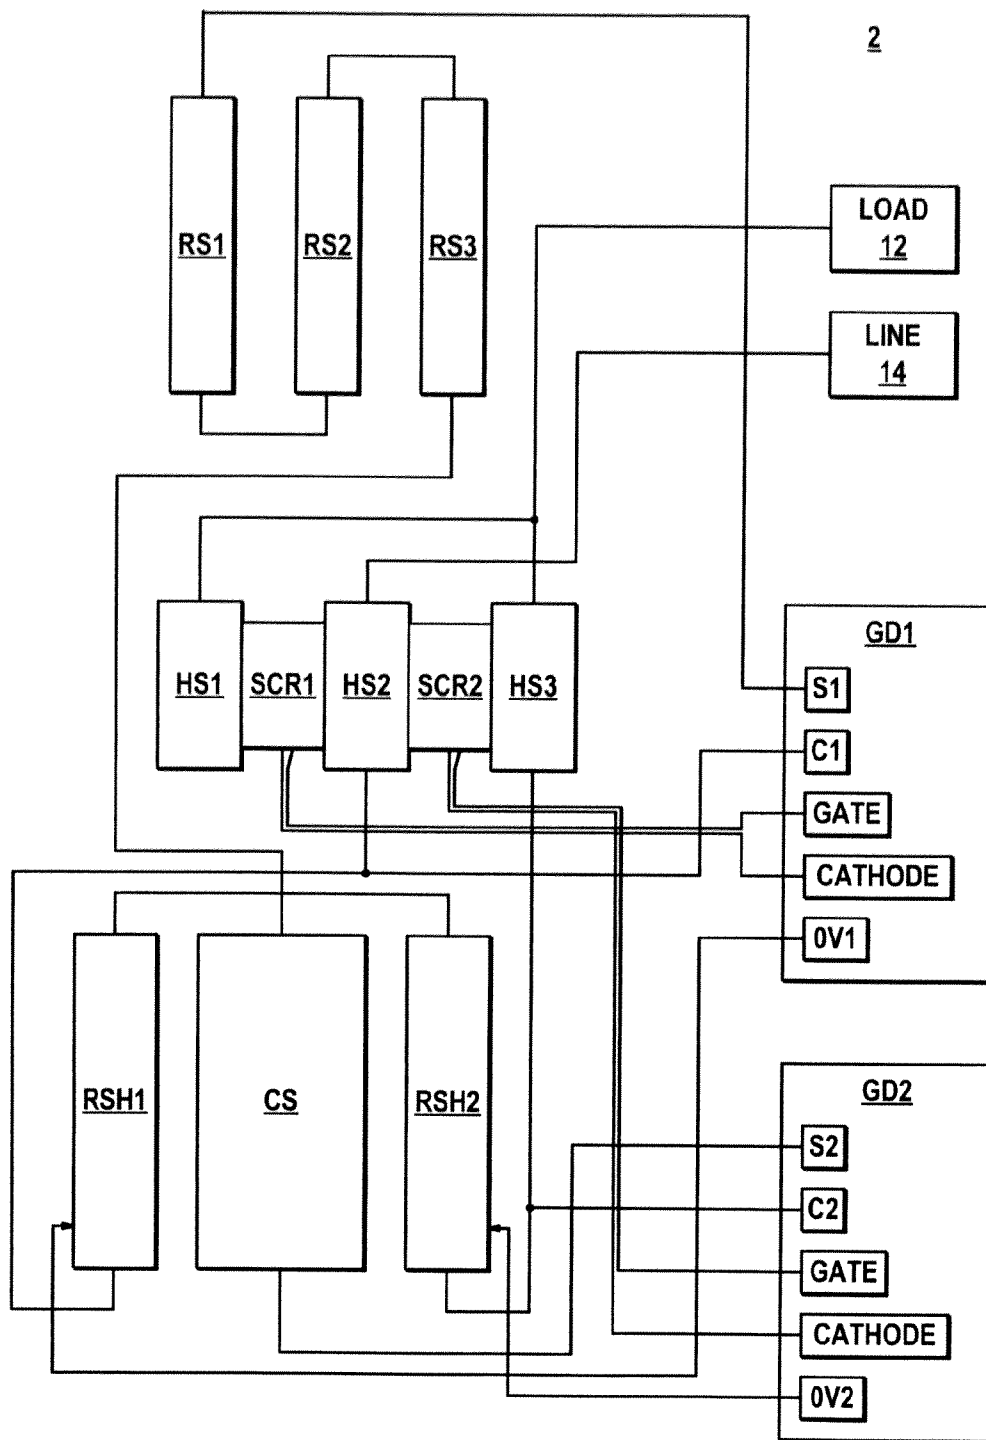 2
RS1
RS2
RS3
LOAD
12
LINE
14
HS1
SCR1
HS2
SCR2
HS3
GD1
S1
C1
GATE
CATHODE
0V1
RSH1
CS
RSH2
GD2
S2
C2
GATE
CATHODE
0V2